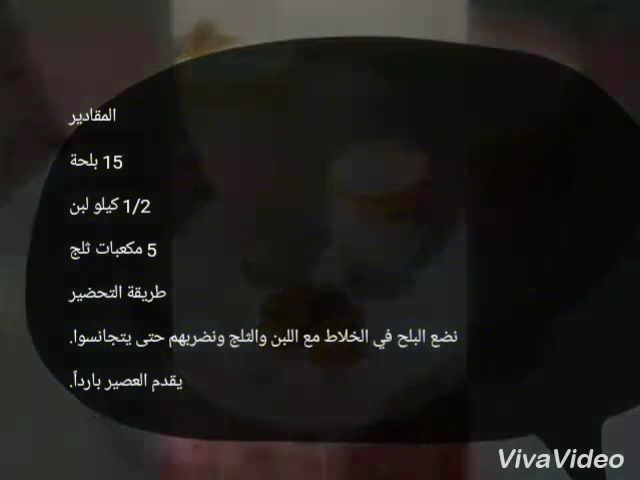 المقادير
15 بلحة
1/2 كيلو لبن
5 مكعبات ثلج
طريقة التحضير
نضع البلح في الخلاط مع اللبن والثلج ونضربهم حتى يتجانسوا.
يقدم العصير بارداً.
VivaVideo